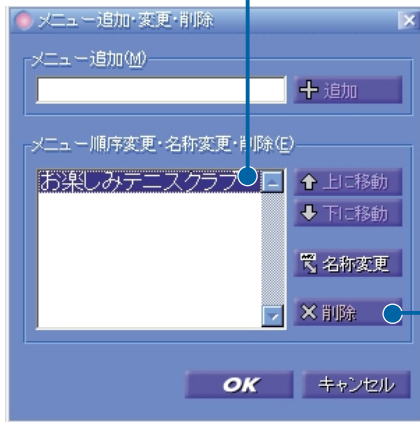 メニュー追加・変更・削除
メニュー追加(M)
追加
メニュー順序変更・名称変更・削除(E)
お楽しみテニスクラブ
上に移動
下に移動
名称変更
削除
OK
キャンセル